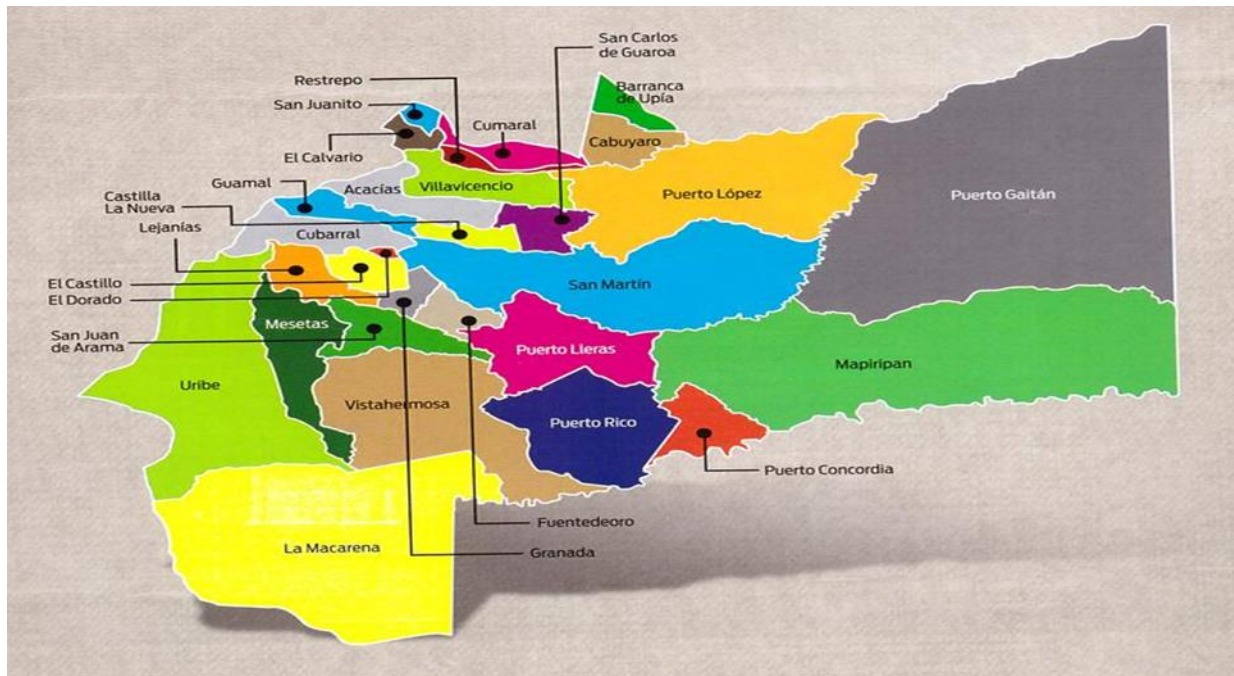 San Carlos
de Guaroa
Restrepo
Barranca
de Upía
San Juanito
Cumaral
Cabuyaro
El Calvario
Guamal
Acacías
Villavicencio
Puerto López
Puerto Gaitán
Castilla
La Nueva
Lejanías
Cubarral
El Castillo
San Martín
El Dorado
Mesetas
San Juan
de Arama
Puerto Lleras
Mapiripan
Uribe
Vistahermosa
Puerto Rico
Puerto Concordia
Fuentedeoro
La Macarena
Granada